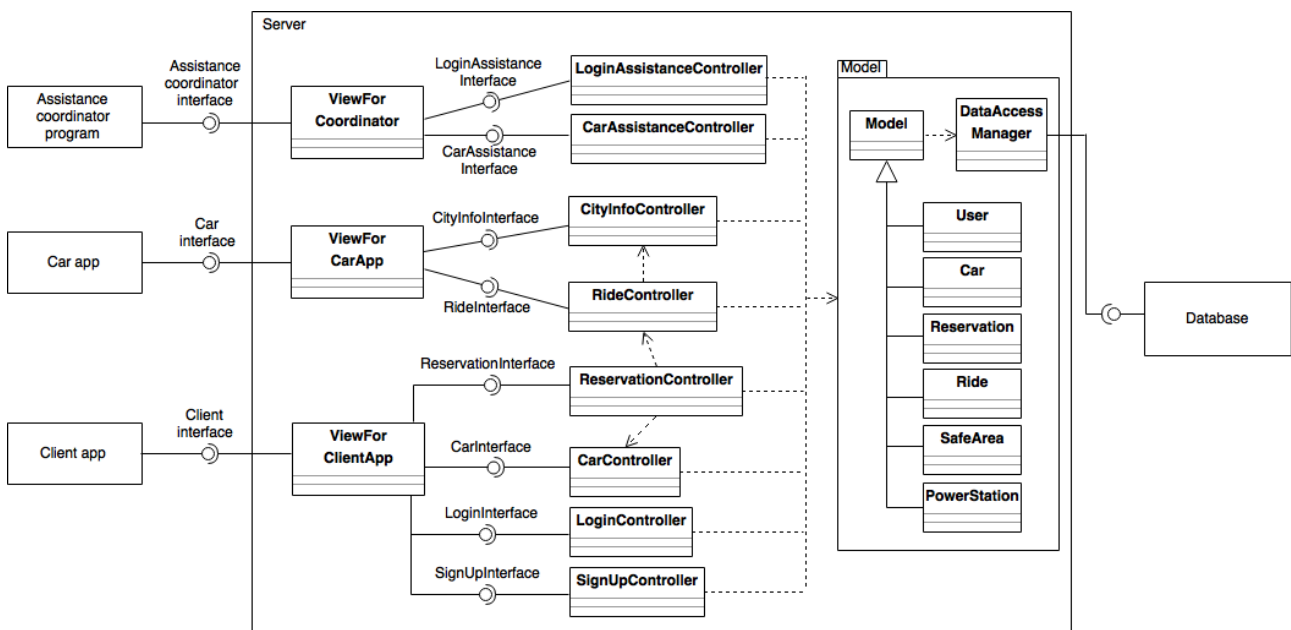 Server
Assistance
coordinator
interface
Assistance
coordinator
program
ViewFor
Coordinator
LoginAssistance
Interface
LoginAssistanceController
CarAssistance
Interface
CarAssistanceController
Car
interface
Car app
ViewFor
CarApp
CityInfoInterface
CityInfoController
RideInterface
RideController
Client
interface
Client app
ViewFor
ClientApp
ReservationInterface
ReservationController
CarInterface
CarController
LoginInterface
LoginController
SignUpInterface
SignUpController
Model
Model
DataAccess
Manager
User
Car
Reservation
Ride
SafeArea
PowerStation
Database